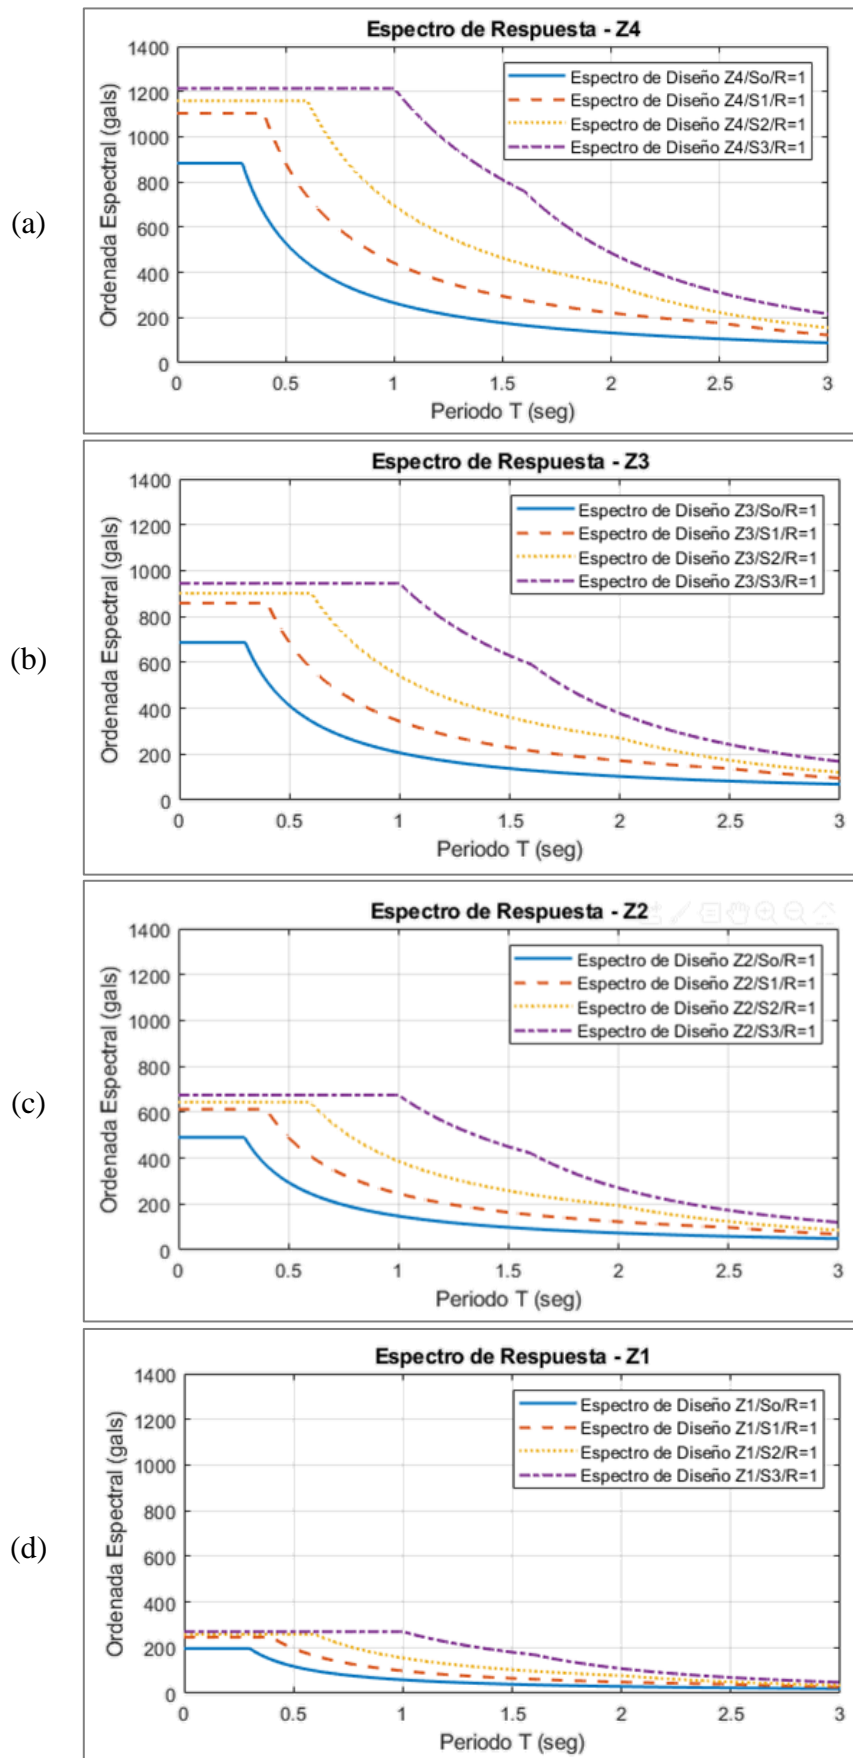 (a)
Espectro de Respuesta - Z4
Ordenada Espectral (gals)
1400
1200
1000
800
600
400
200
0
Espectro de Diseño Z4/So/R=1
Espectro de Diseño Z4/S1/R=1
Espectro de Diseño Z4/S2/R=1
Espectro de Diseño Z4/S3/R=1
0 0.5 1 1.5 2 2.5 3
Periodo T (seg)
(b)
Espectro de Respuesta - Z3
Ordenada Espectral (gals)
1400
1200
1000
800
600
400
200
0
Espectro de Diseño Z3/So/R=1
Espectro de Diseño Z3/S1/R=1
Espectro de Diseño Z3/S2/R=1
Espectro de Diseño Z3/S3/R=1
0 0.5 1 1.5 2 2.5 3
Periodo T (seg)
(c)
Espectro de Respuesta - Z2
Ordenada Espectral (gals)
1400
1200
1000
800
600
400
200
0
Espectro de Diseño Z2/So/R=1
Espectro de Diseño Z2/S1/R=1
Espectro de Diseño Z2/S2/R=1
Espectro de Diseño Z2/S3/R=1
0 0.5 1 1.5 2 2.5 3
Periodo T (seg)
(d)
Espectro de Respuesta - Z1
Ordenada Espectral (gals)
1400
1200
1000
800
600
400
200
0
Espectro de Diseño Z1/So/R=1
Espectro de Diseño Z1/S1/R=1
Espectro de Diseño Z1/S2/R=1
Espectro de Diseño Z1/S3/R=1
0 0.5 1 1.5 2 2.5 3
Periodo T (seg)